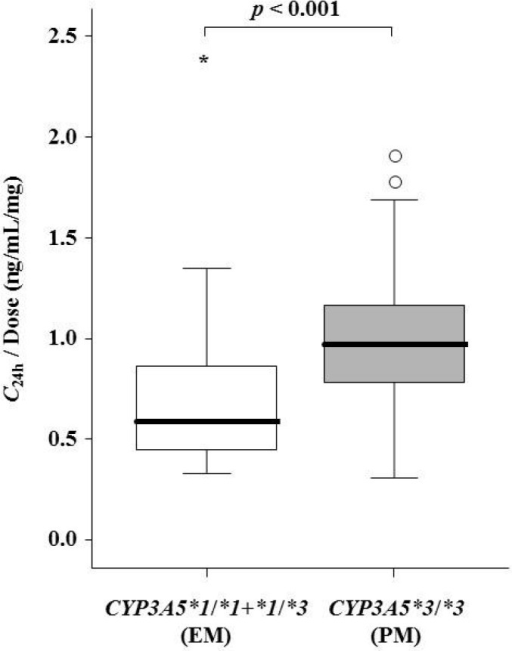 p < 0.001
2.5
*
2.0
1.5
1.0
0.5
0.0
C24h / Dose (ng/mL/mg)
CYP3A5*1/*1+*1/*3 CYP3A5*3/*3
(EM) (PM)